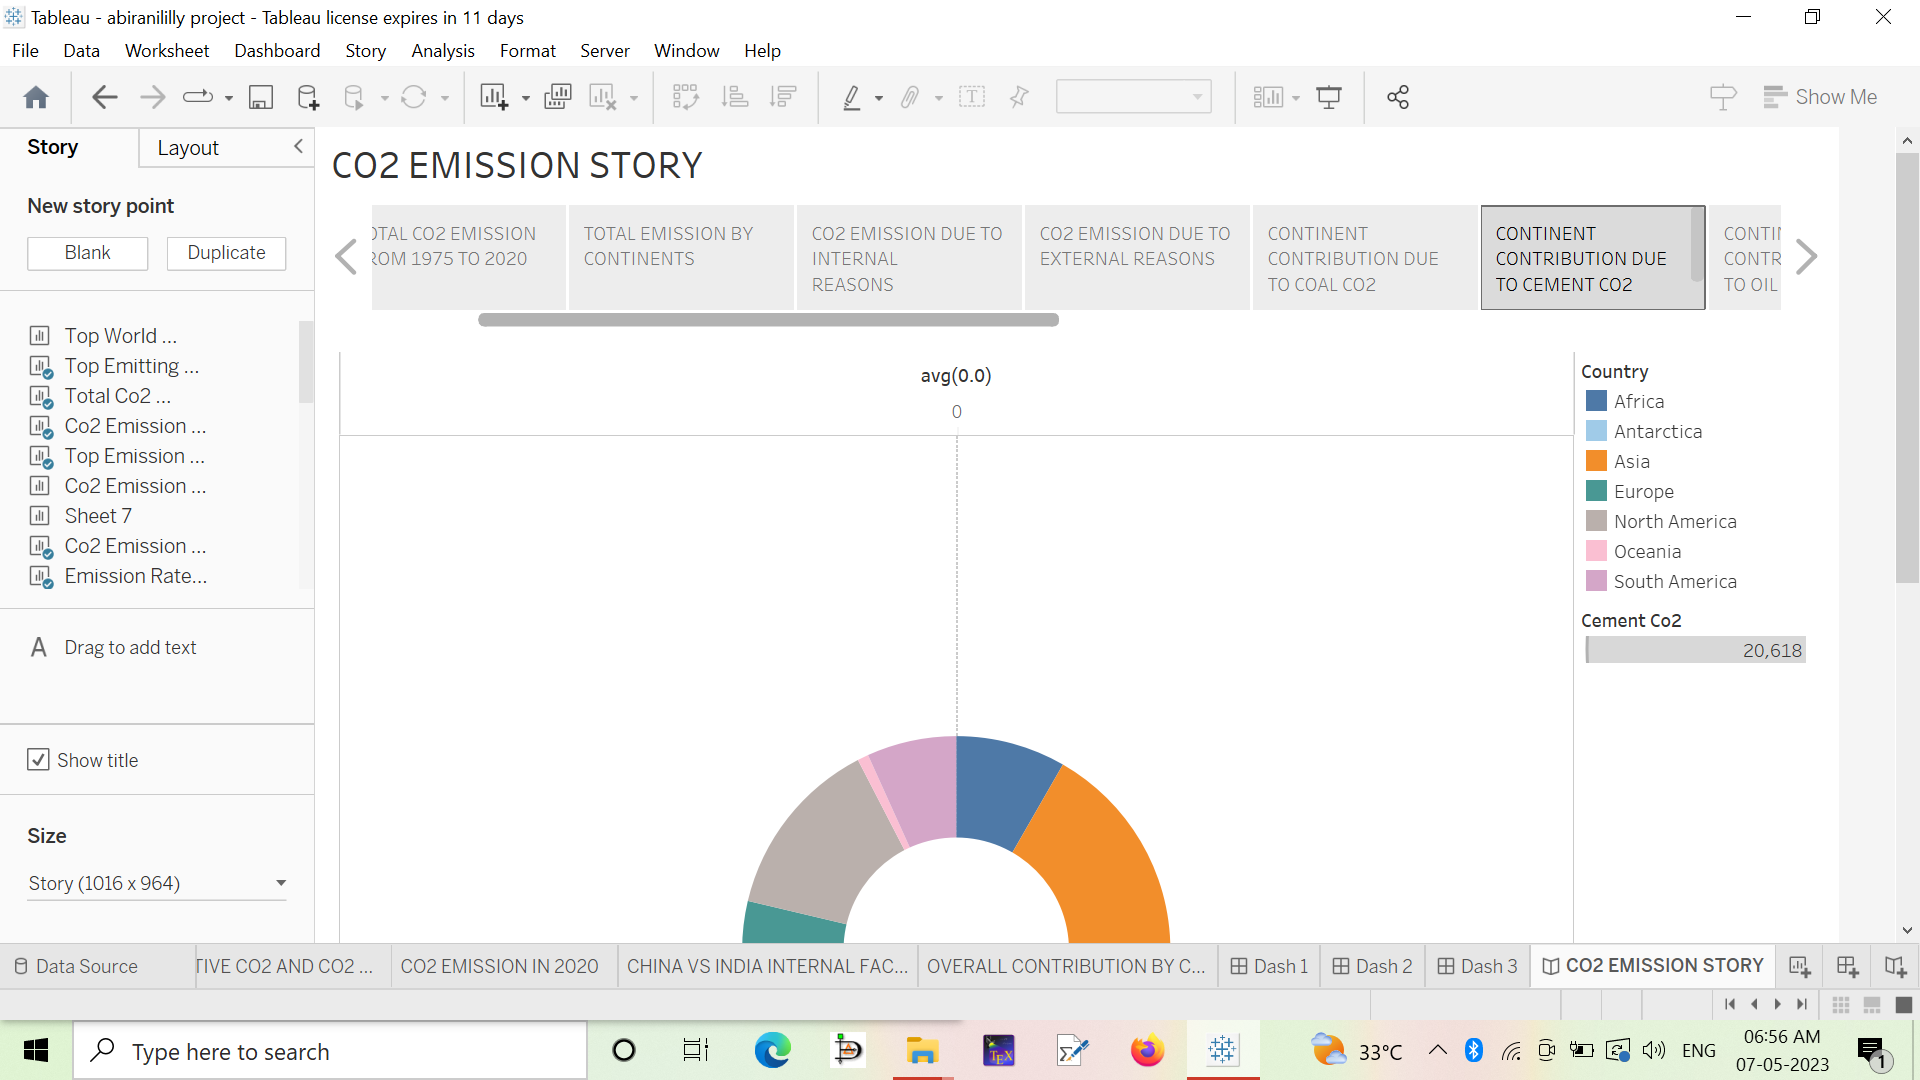 Tableau - abiranililly project - Tableau license expires in 11 days
File Data Worksheet Dashboard Story Analysis Format Server Window Help
Show Me
Story Layout
New story point
Blank Duplicate
Top World ...
Top Emitting ...
Total Co2 ...
Co2 Emission ...
Top Emission ...
Co2 Emission ...
Sheet 7
Co2 Emission ...
Emission Rate...
A Drag to add text
Show title
Size
Story (1016 x 964)
CO2 EMISSION STORY
OTAL CO2 EMISSION
ROM 1975 TO 2020
TOTAL EMISSION BY
CONTINENTS
CO2 EMISSION DUE TO
INTERNAL
REASONS
CO2 EMISSION DUE TO
EXTERNAL REASONS
CONTINENT
CONTRIBUTION DUE
TO COAL CO2
CONTINENT
CONTRIBUTION DUE
TO CEMENT CO2
CONTIN
CONTR
TO OIL
avg(0.0)
0
Country
Africa
Antarctica
Asia
Europe
North America
Oceania
South America
Cement Co2
20,618
Data Source TIVE CO2 AND CO2 ... CO2 EMISSION IN 2020 CHINA VS INDIA INTERNAL FAC... OVERALL CONTRIBUTION BY C... Dash 1 Dash 2 Dash 3 CO2 EMISSION STORY
Type here to search
TEX
33°C
ENG
06:56 AM
07-05-2023
1